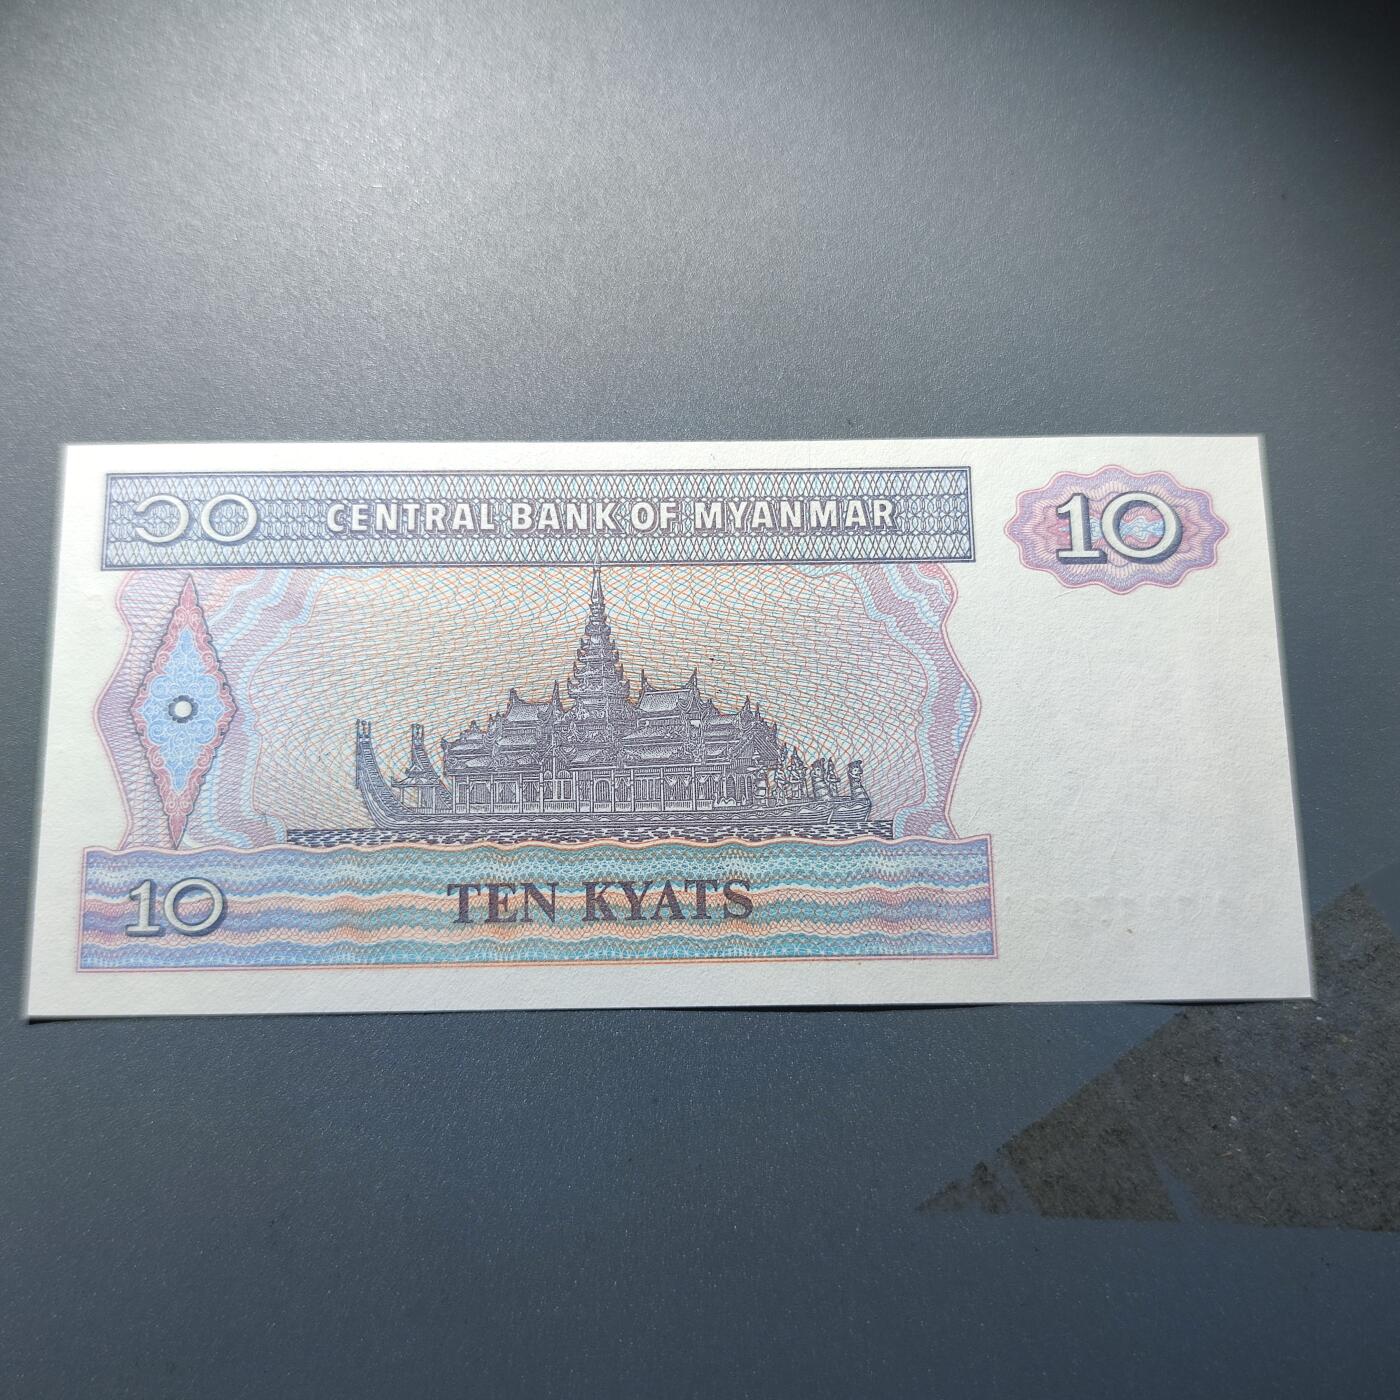 ၁၀ CENTRAL BANK OF MYANMAR
10
10
TEN KYATS